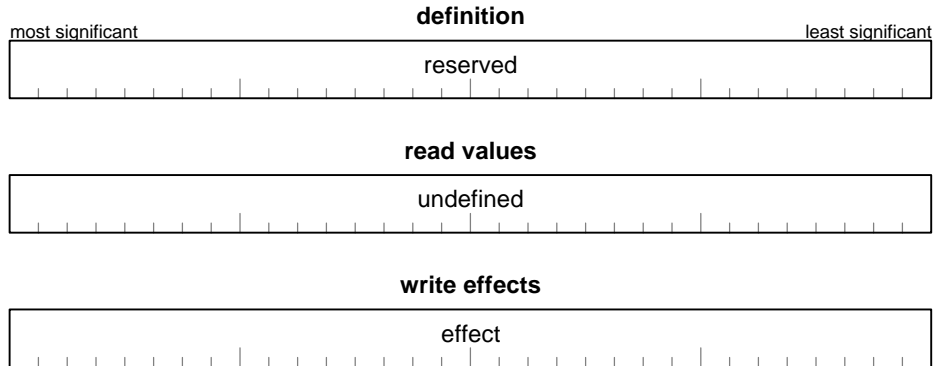 definition
most significant least significant
reserved
read values
undefined
write effects
effect